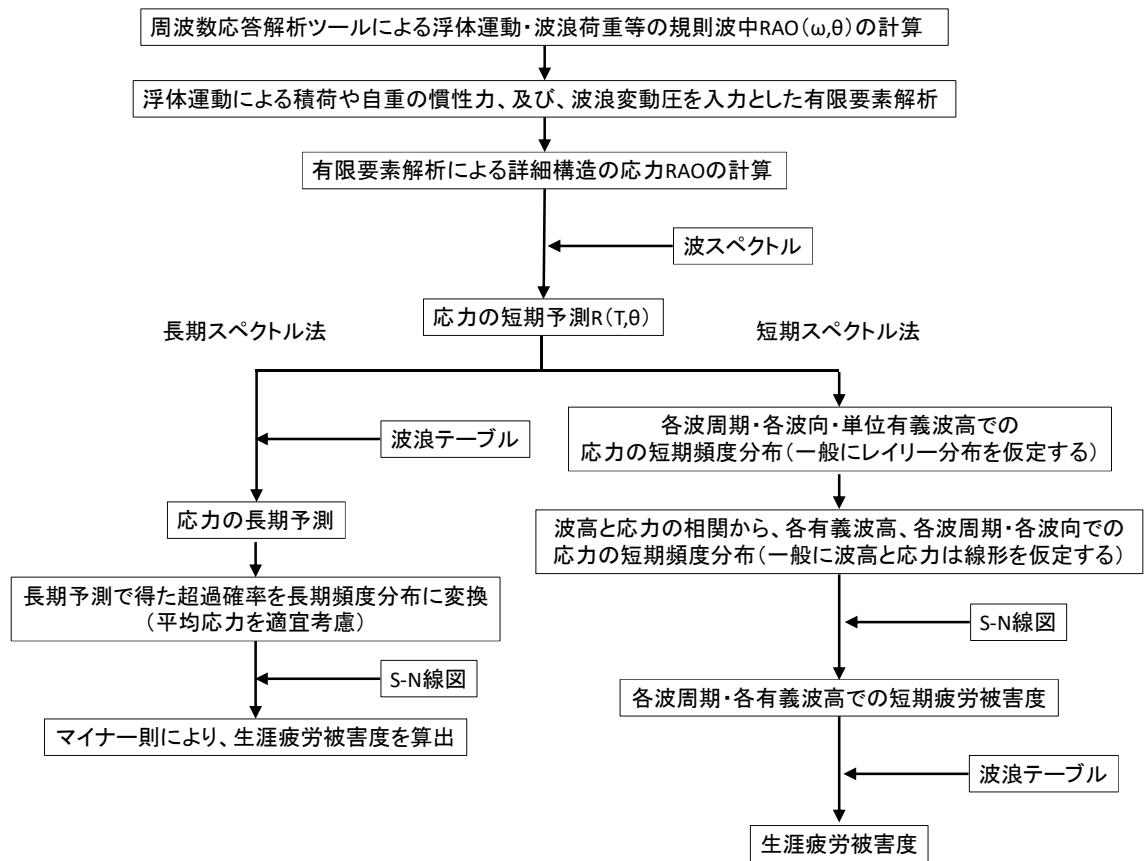 周波数応答解析ツールによる浮体運動・波浪荷重等の規則波中RAO(ω,θ)の計算
浮体運動による積荷や自重の慣性力、及び、波浪変動圧を入力とした有限要素解析
有限要素解析による詳細構造の応力RAOの計算
波スペクトル
応力の短期予測R(T,θ)
長期スペクトル法
波浪テーブル
応力の長期予測
長期予測で得た超過確率を長期頻度分布に変換
(平均応力を適宜考慮)
S-N線図
マイナー則により、生涯疲労被害度を算出
短期スペクトル法
各波周期・各波向・単位有義波高での
応力の短期頻度分布(一般にレイリー分布を仮定する)
波高と応力の相関から、各有義波高、各波周期・各波向での
応力の短期頻度分布(一般に波高と応力は線形を仮定する)
S-N線図
各波周期・各有義波高での短期疲労被害度
波浪テーブル
生涯疲労被害度